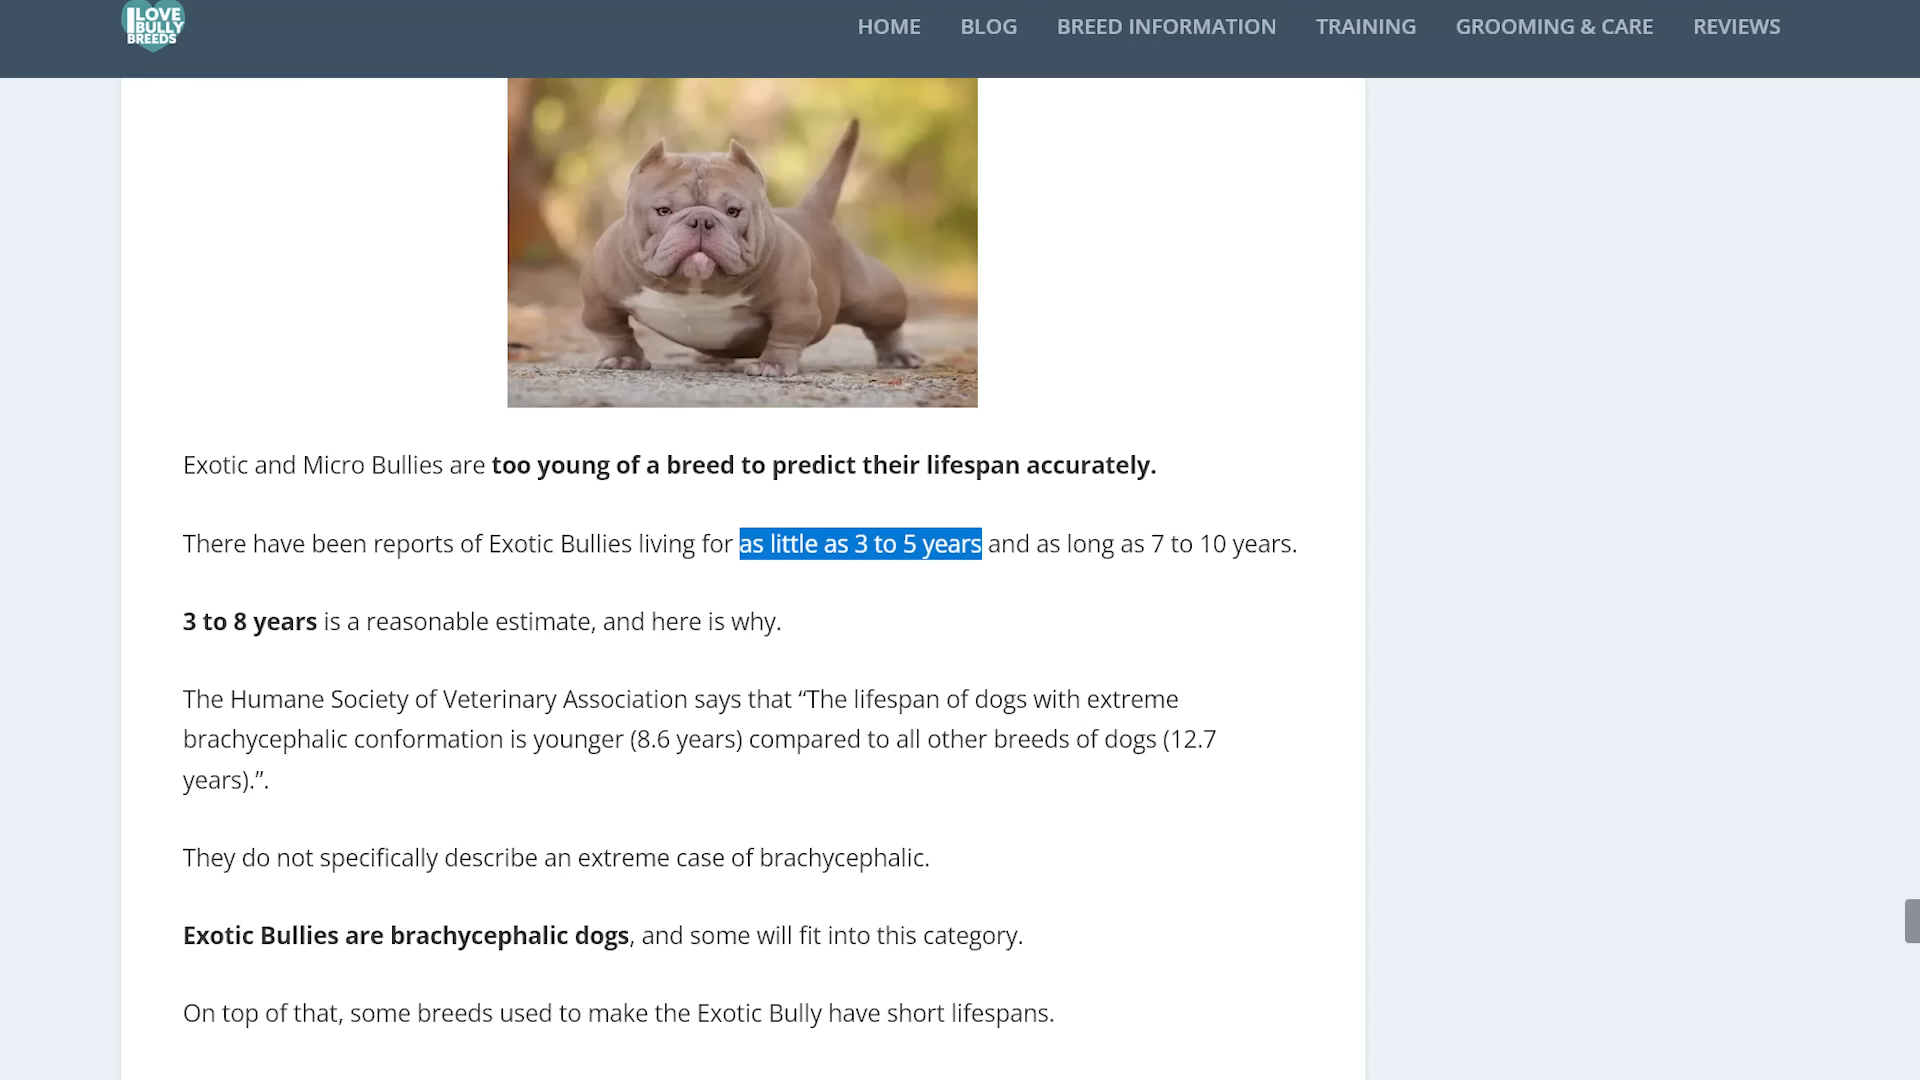 I LOVE
BULLY
BREEDS
HOME BLOG BREED INFORMATION TRAINING GROOMING & CARE REVIEWS
Exotic and Micro Bullies are too young of a breed to predict their lifespan accurately.
There have been reports of Exotic Bullies living for as little as 3 to 5 years and as long as 7 to 10 years.
3 to 8 years is a reasonable estimate, and here is why.
The Humane Society of Veterinary Association says that “The lifespan of dogs with extreme
brachycephalic conformation is younger (8.6 years) compared to all other breeds of dogs (12.7
years).”.
They do not specifically describe an extreme case of brachycephalic.
Exotic Bullies are brachycephalic dogs, and some will fit into this category.
On top of that, some breeds used to make the Exotic Bully have short lifespans.